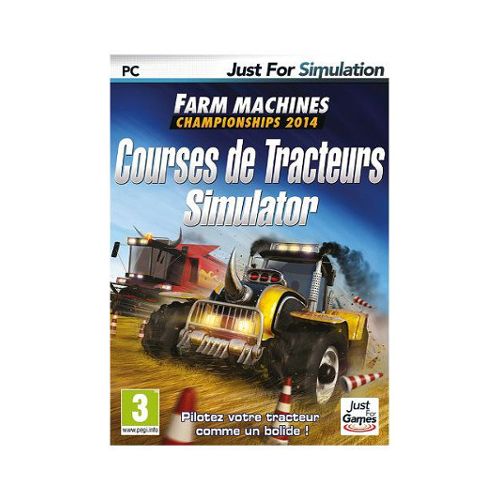 PC
Just For Simulation
FARM MACHINES
CHAMPIONSHIPS 2014
Courses de Tracteurs
Simulator
3
www.pegi.info
Pilotez votre tracteur
comme un bolide !
Just
For
Games